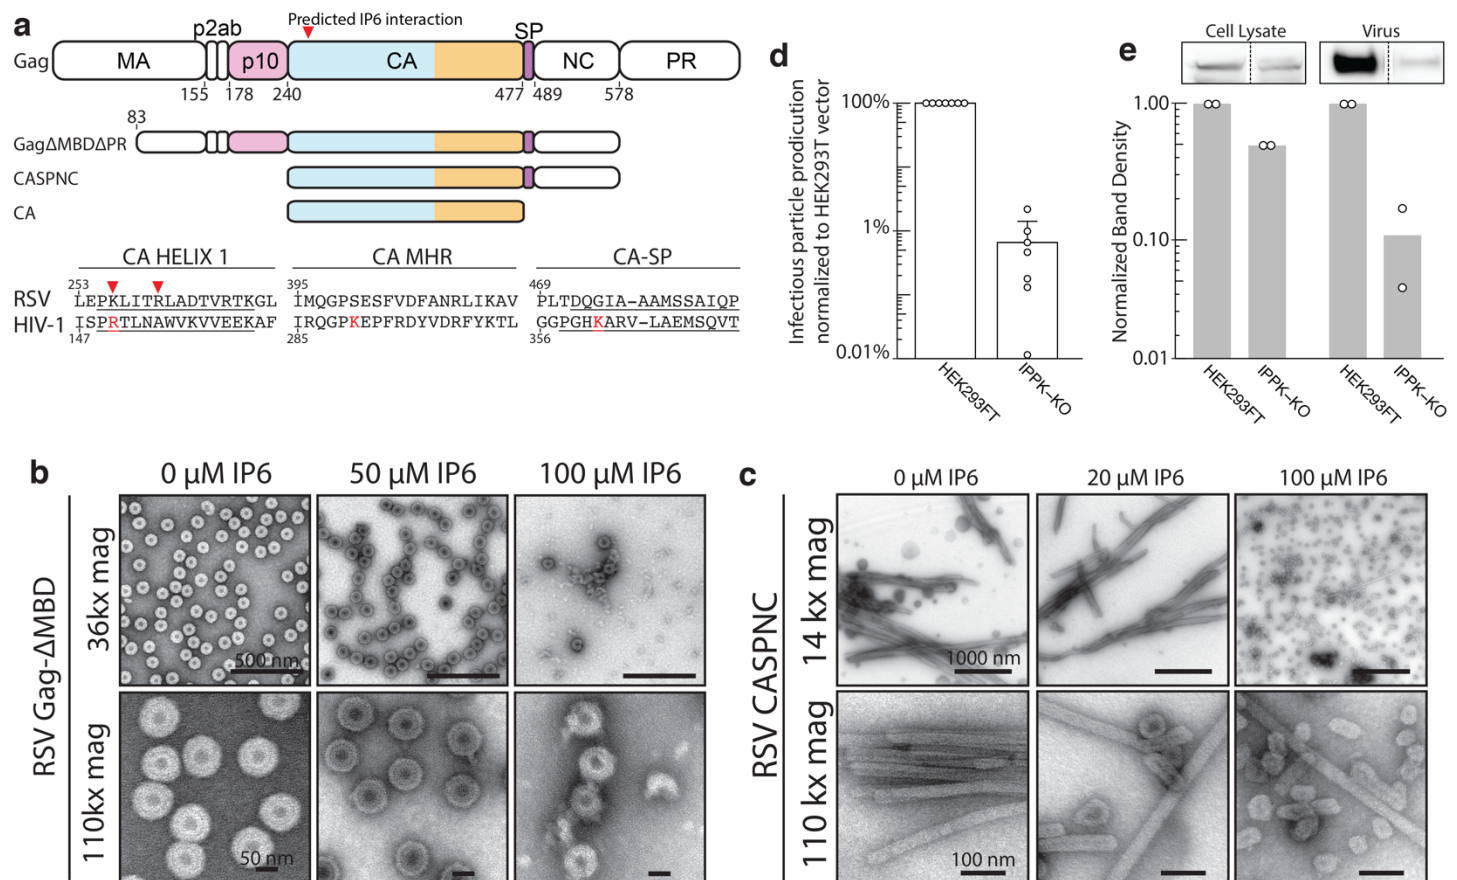 a
Predicted IP6 interaction
p2ab
SP
Gag
MA
p10
CA
NC
PR
155
178
240
477
489
578
83
GagΔMBDΔPR
CASPNC
CA
CA HELIX 1
CA MHR
CA-SP
253
395
469
RSV
LEPKLITRLADTVRTKGL
IMQGPSESFVDFANRLIKAV
PLTDQGIA-AAMSSAIQP
HIV-1
ISPRTLNAWVKVVEEKAF
IRQGPKEPFRDYVDRFYKTL
GGPGHKARV-LAEMSQVT
147
285
356
d
Infectious particle prodicution
normalized to HEK293T vector
100%
1%
0.01%
HEK293FT
IPPK-KO
e
Cell Lysate
Virus
Normalized Band Density
1.00
0.10
0.01
HEK293FT
IPPK-KO
HEK293FT
IPPK-KO
b
0 µM IP6
50 µM IP6
100 µM IP6
RSV Gag-ΔMBD
36kx mag
500 nm
110kx mag
50 nm
c
0 µM IP6
20 µM IP6
100 µM IP6
RSV CASPNC
14 kx mag
1000 nm
110 kx mag
100 nm